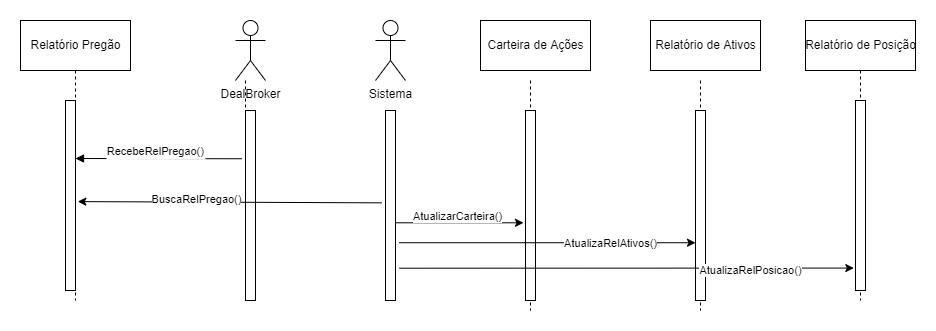 Relatório Pregão
DealBroker
Sistema
Carteira de Ações
Relatório de Ativos
Relatório de Posição
RecebeRelPregao()
BuscaRelPregao()
AtualizarCarteira()
AtualizaRelAtivos()
AtualizaRelPosicao()